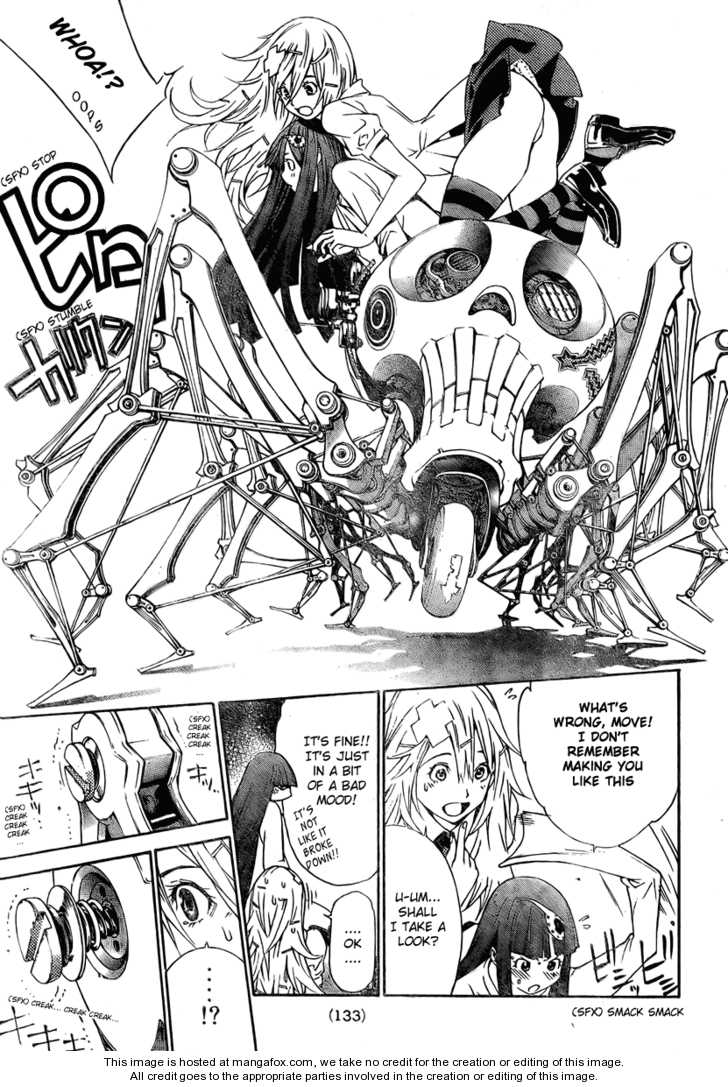 WHOA!?
OOPS
(SFX) STOP
ピん
(SFX) STUMBLE
WHAT'S
WRONG, MOVE!
I DON'T
REMEMBER
MAKING YOU
LIKE THIS
U-UM...
SHALL
I TAKE A
LOOK?
(SFX) SMACK SMACK
IT'S FINE!!
IT'S JUST
IN A BIT
OF A BAD
MOOD!
IT'S
NOT
LIKE IT
BROKE
DOWN!!
....
OK
....
(SFX)
CREAK
CREAK
CREAK
...
(SFX)
CREAK
CREAK
CREAK
...
....
!?
(SFX) CREAK... CREAK CREAK...
(133)
This image is hosted at mangafox.com, we take no credit for the creation or editing of this image.
All credit goes to the appropriate parties involved in the creation or editing of this image.